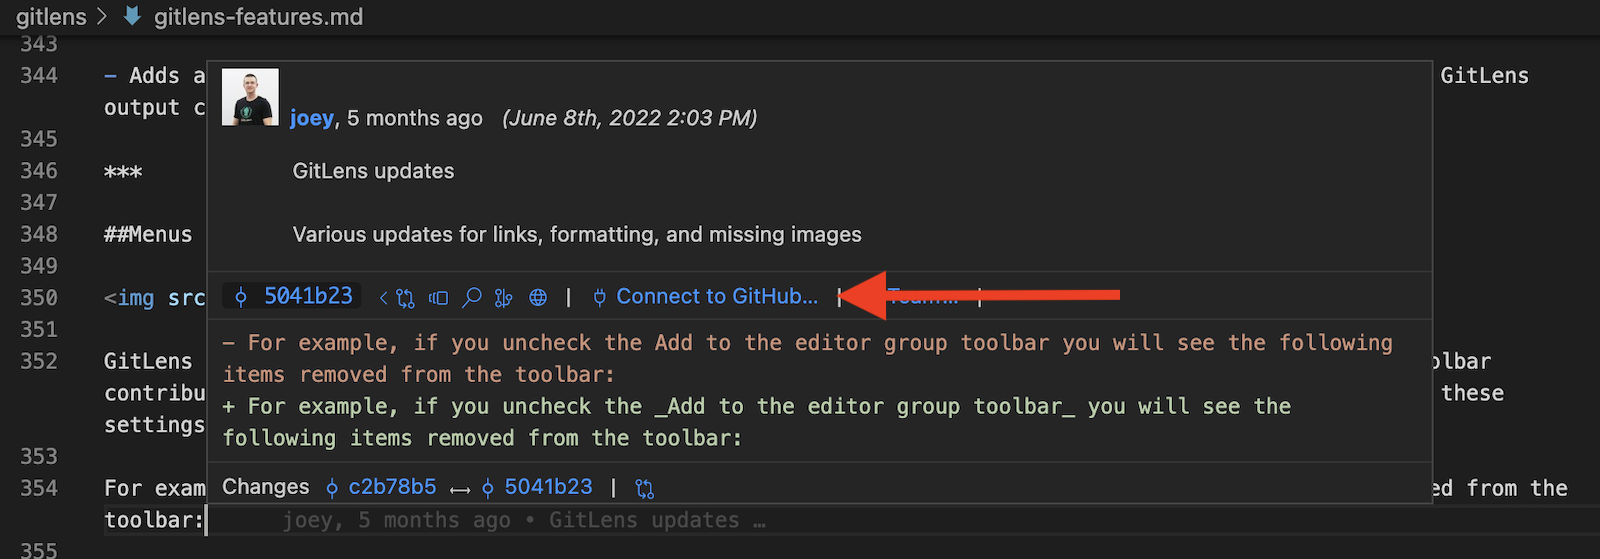 gitlens > gitlens-features.md
343
344 - Adds a GitLens
output c
joey, 5 months ago (June 8th, 2022 2:03 PM)
345
346 ***
GitLens updates
347
348 ##Menus
Various updates for links, formatting, and missing images
349
350 <img src
5041b23 | Connect to GitHub... | Team... |
351
- For example, if you uncheck the Add to the editor group toolbar you will see the following
items removed from the toolbar:
352 GitLens olbar
contribu these
settings
+ For example, if you uncheck the _Add to the editor group toolbar_ you will see the
following items removed from the toolbar:
353
354 For exam ed from the
Changes c2b78b5 ↔ 5041b23 |
toolbar: joey, 5 months ago • GitLens updates …
355